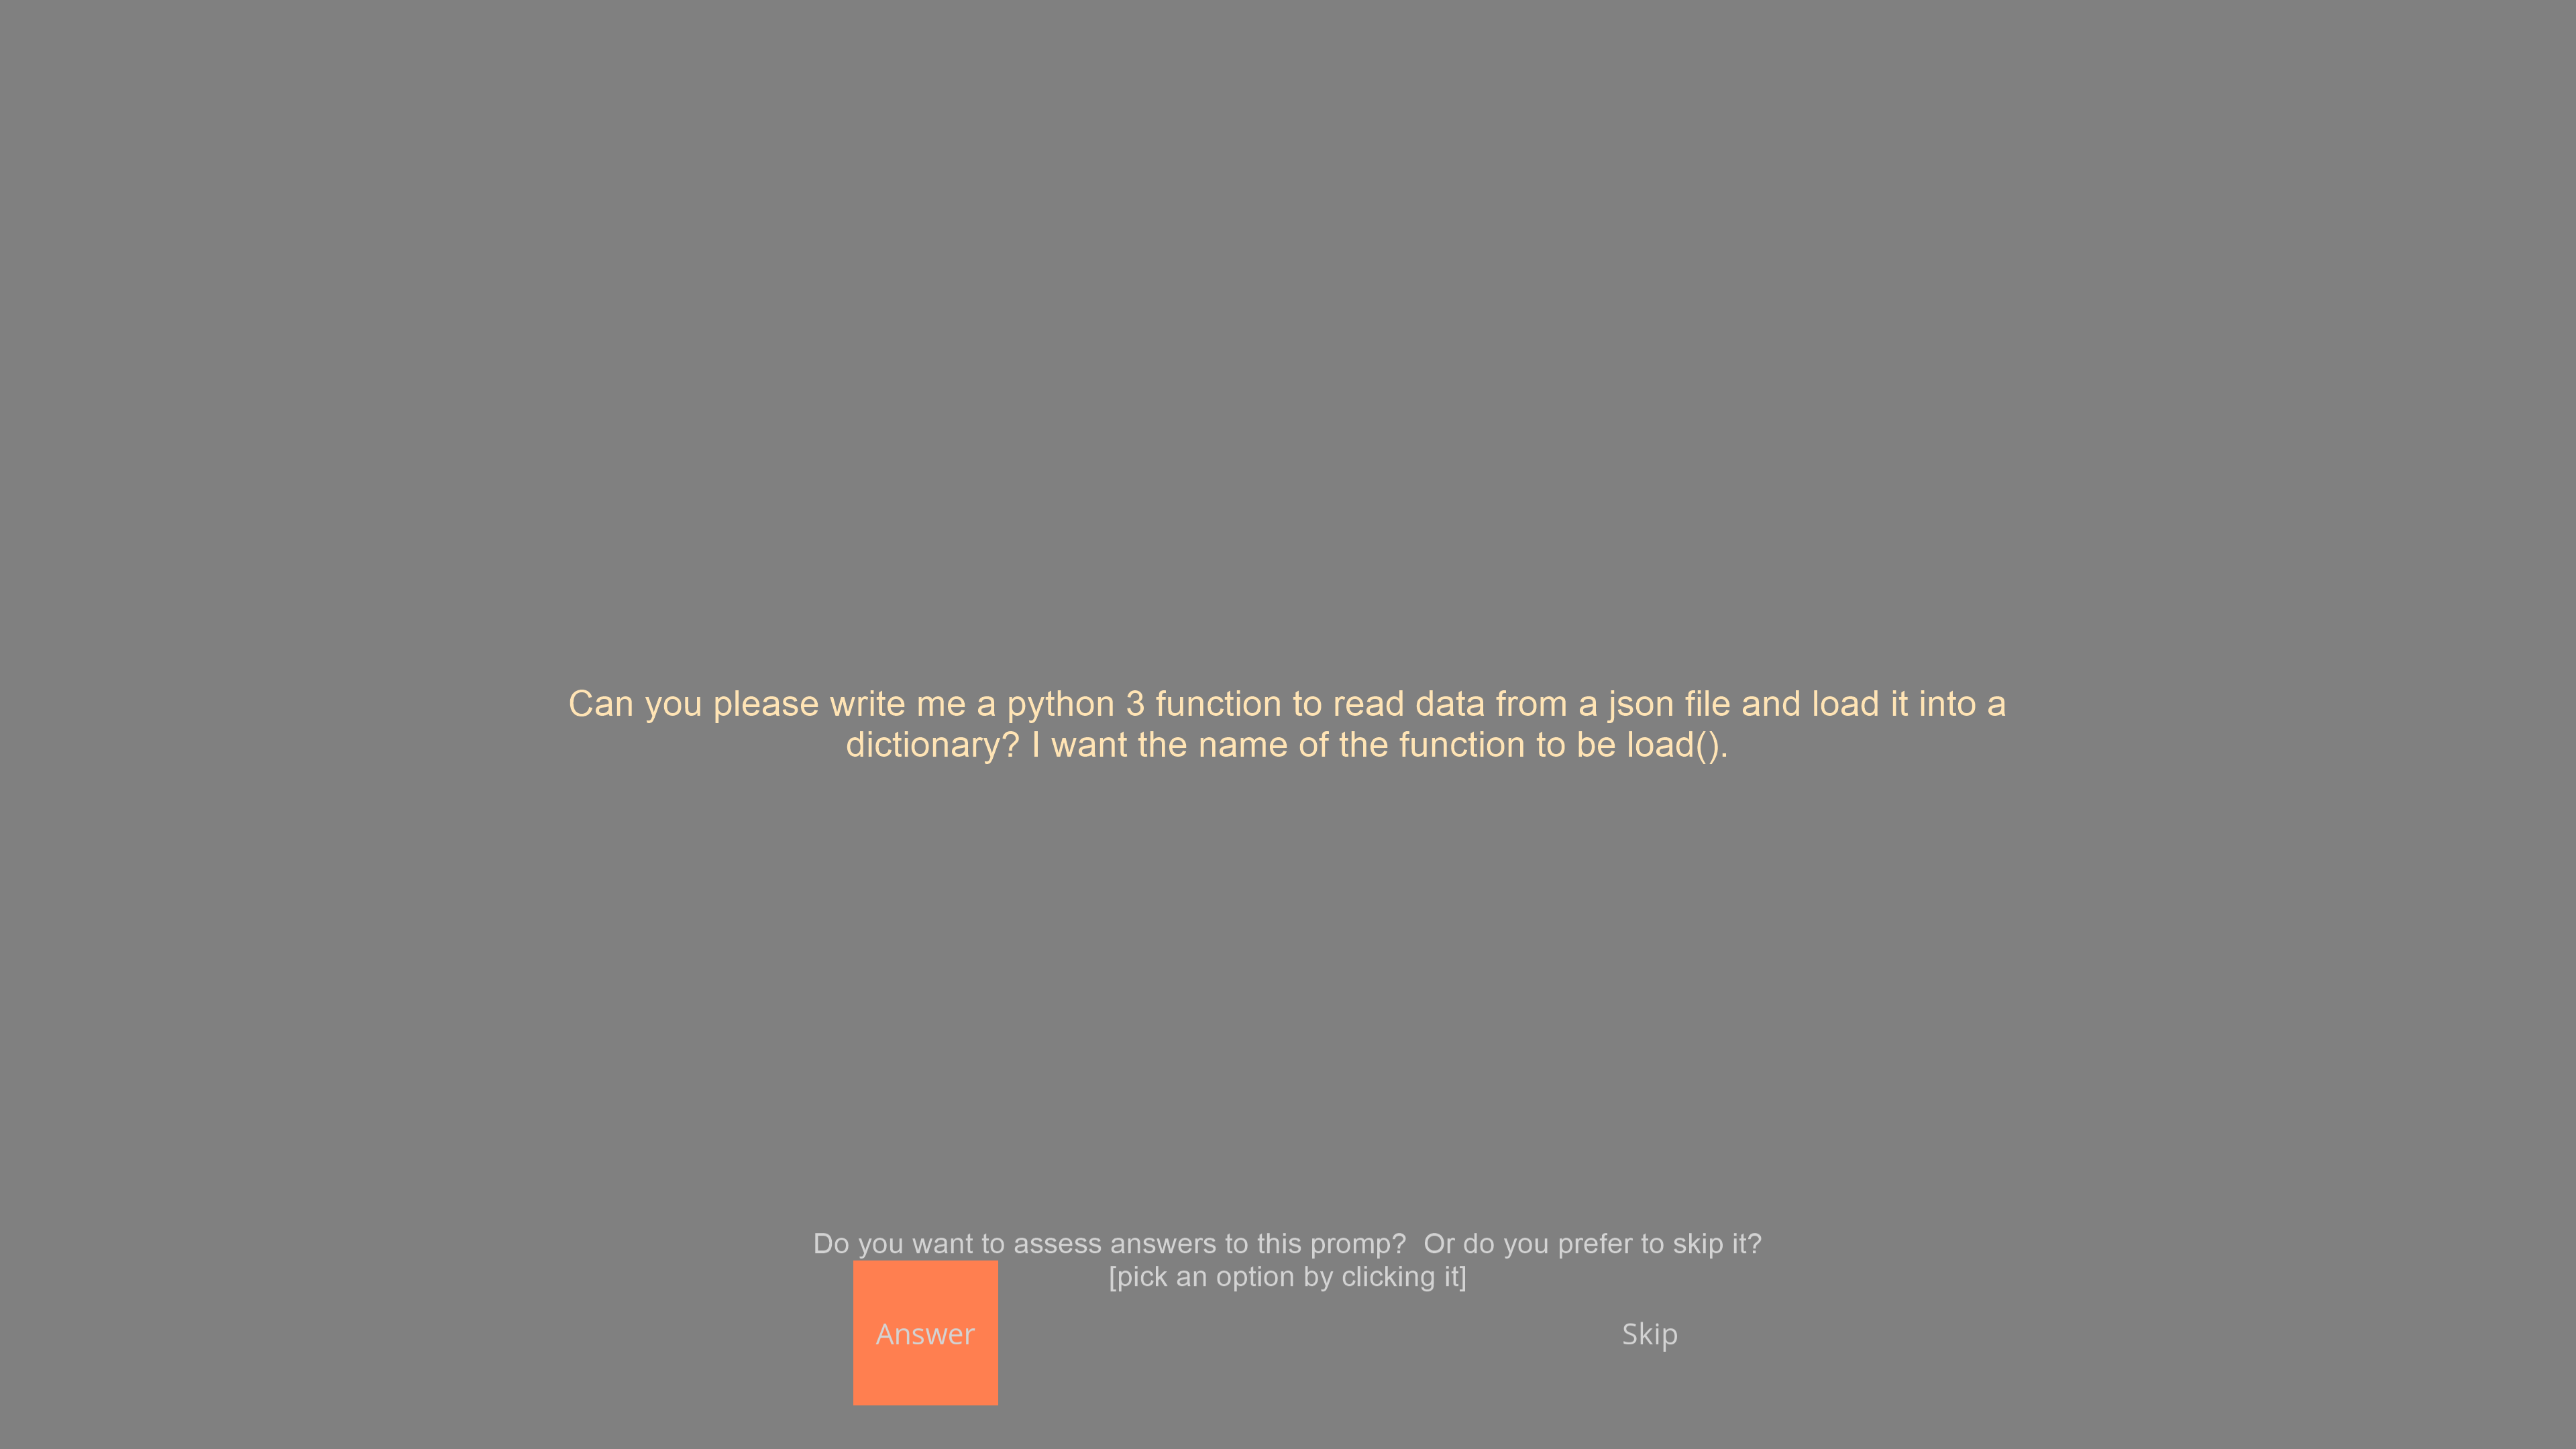 Can you please write me a python 3 function to read data from a json file and load it into a
dictionary? I want the name of the function to be load().
Do you want to assess answers to this promp?  Or do you prefer to skip it?
[pick an option by clicking it]
Answer
Skip